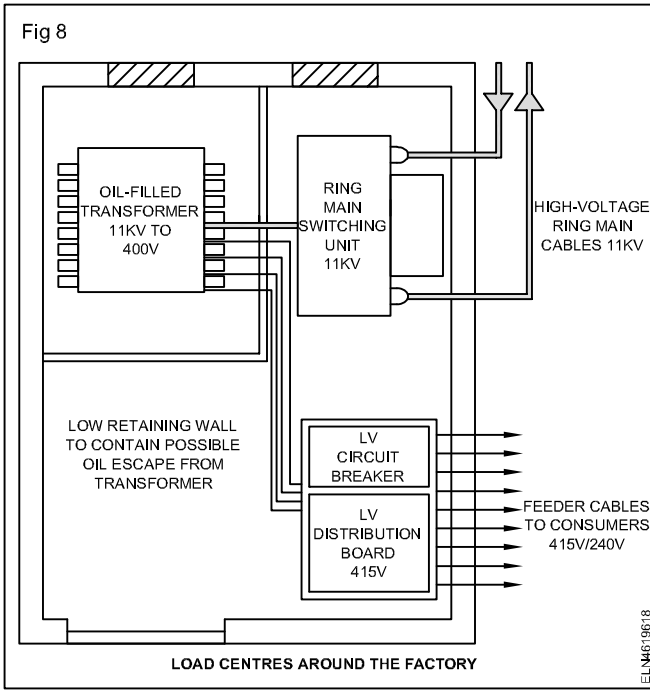 Fig 8
OIL-FILLED
TRANSFORMER
11KV TO
400V
RING
MAIN
SWITCHING
UNIT
11KV
HIGH-VOLTAGE
RING MAIN
CABLES 11KV
LOW RETAINING WALL
TO CONTAIN POSSIBLE
OIL ESCAPE FROM
TRANSFORMER
LV
CIRCUIT
BREAKER
LV
DISTRIBUTION
BOARD
415V
FEEDER CABLES
TO CONSUMERS
415V/240V
LOAD CENTRES AROUND THE FACTORY
ELN4619618